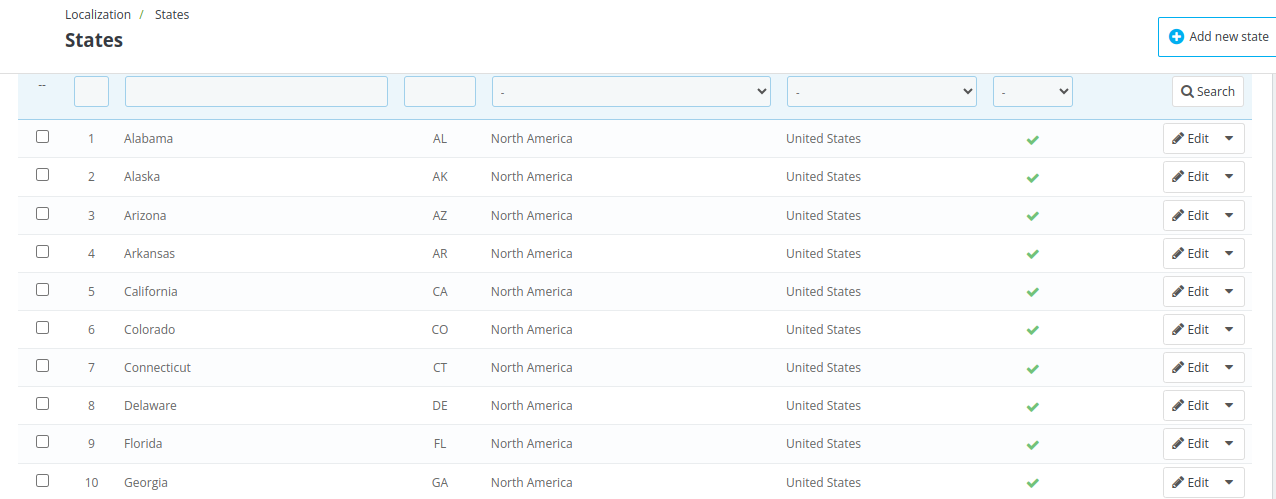 Localization / States
States
Add new state
-- - - - Search
1 Alabama AL North America United States Edit
2 Alaska AK North America United States Edit
3 Arizona AZ North America United States Edit
4 Arkansas AR North America United States Edit
5 California CA North America United States Edit
6 Colorado CO North America United States Edit
7 Connecticut CT North America United States Edit
8 Delaware DE North America United States Edit
9 Florida FL North America United States Edit
10 Georgia GA North America United States Edit